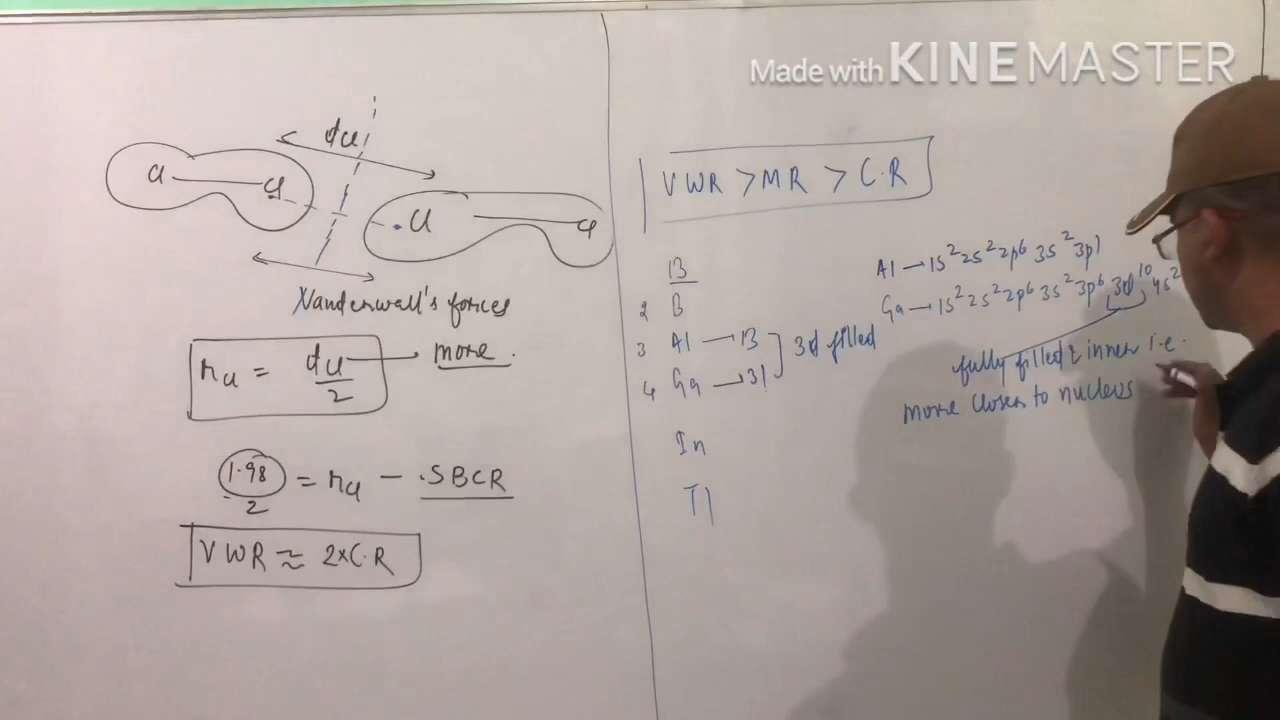 Made with KINEMASTER
dcl
Cl Cl
Cl Cl
Vanderwall's forces
rcl = dcl/2 → more.
1.98/2 = rcl - .SBCR
VWR ≈ 2×C.R
VWR > MR > C.R
13
2 B
3 Al → 13
4 Ga → 31
3d filled
In
Tl
Al → 1s² 2s² 2p⁶ 3s² 3p¹
Ga → 1s² 2s² 2p⁶ 3s² 3p⁶ 3d¹⁰ 4s²
fully filled & inner i.e.
more closer to nucleus